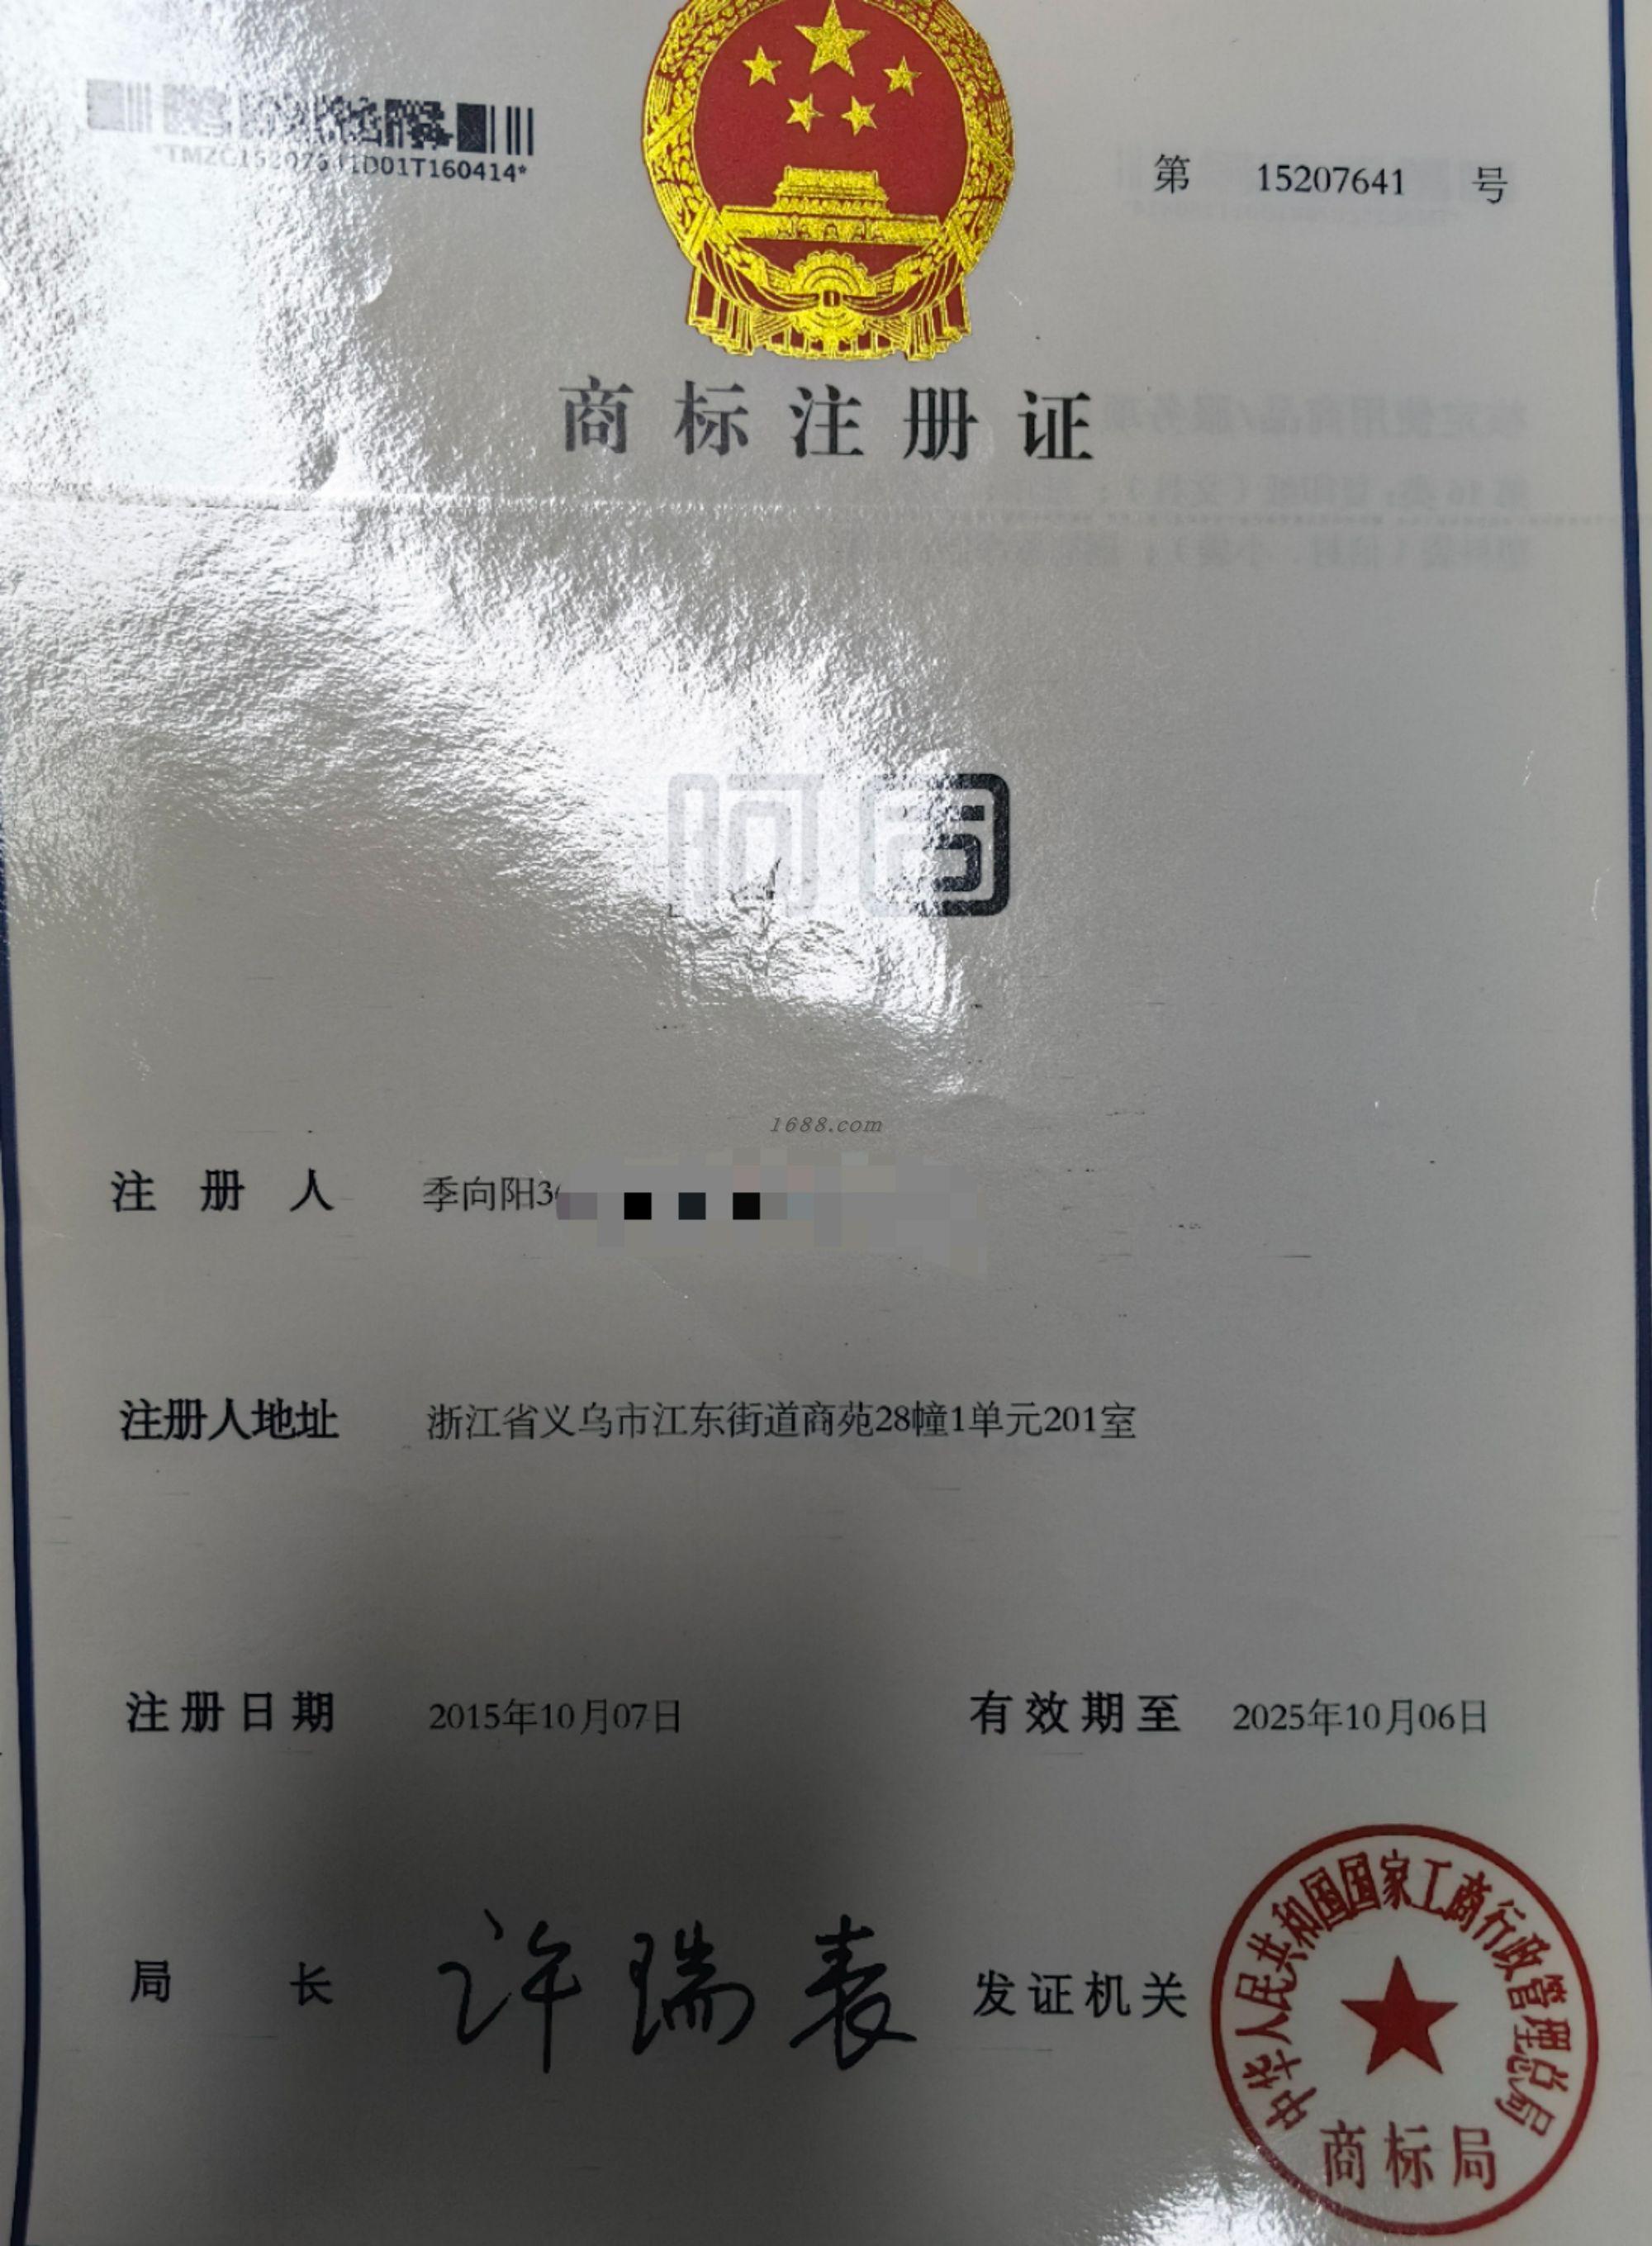 第 15207641 号
商标注册证
1688.com
注册人 季向阳3
注册人地址 浙江省义乌市江东街道商苑28幢1单元201室
注册日期 2015年10月07日 有效期至 2025年10月06日
局长 许瑞表 发证机关
中华人民共和国国家工商行政管理总局
商标局